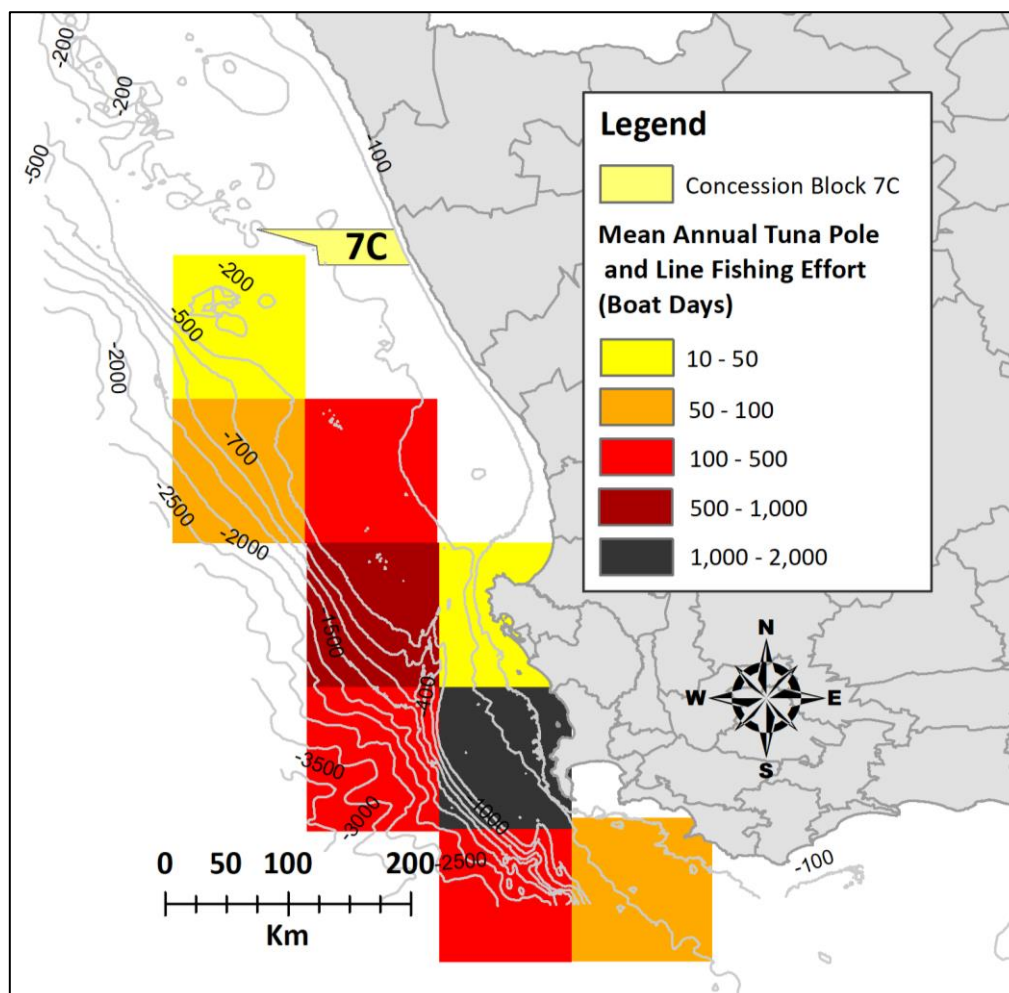 -200
-200
-500
-100
7C
-200
-500
-2000
-700
-2500
-2000
1500
-400
-3500
-3000
-1000
-2500
-100
Legend
Concession Block 7C
Mean Annual Tuna Pole
and Line Fishing Effort
(Boat Days)
10 - 50
50 - 100
100 - 500
500 - 1,000
1,000 - 2,000
N
W E
S
0 50 100 200
Km